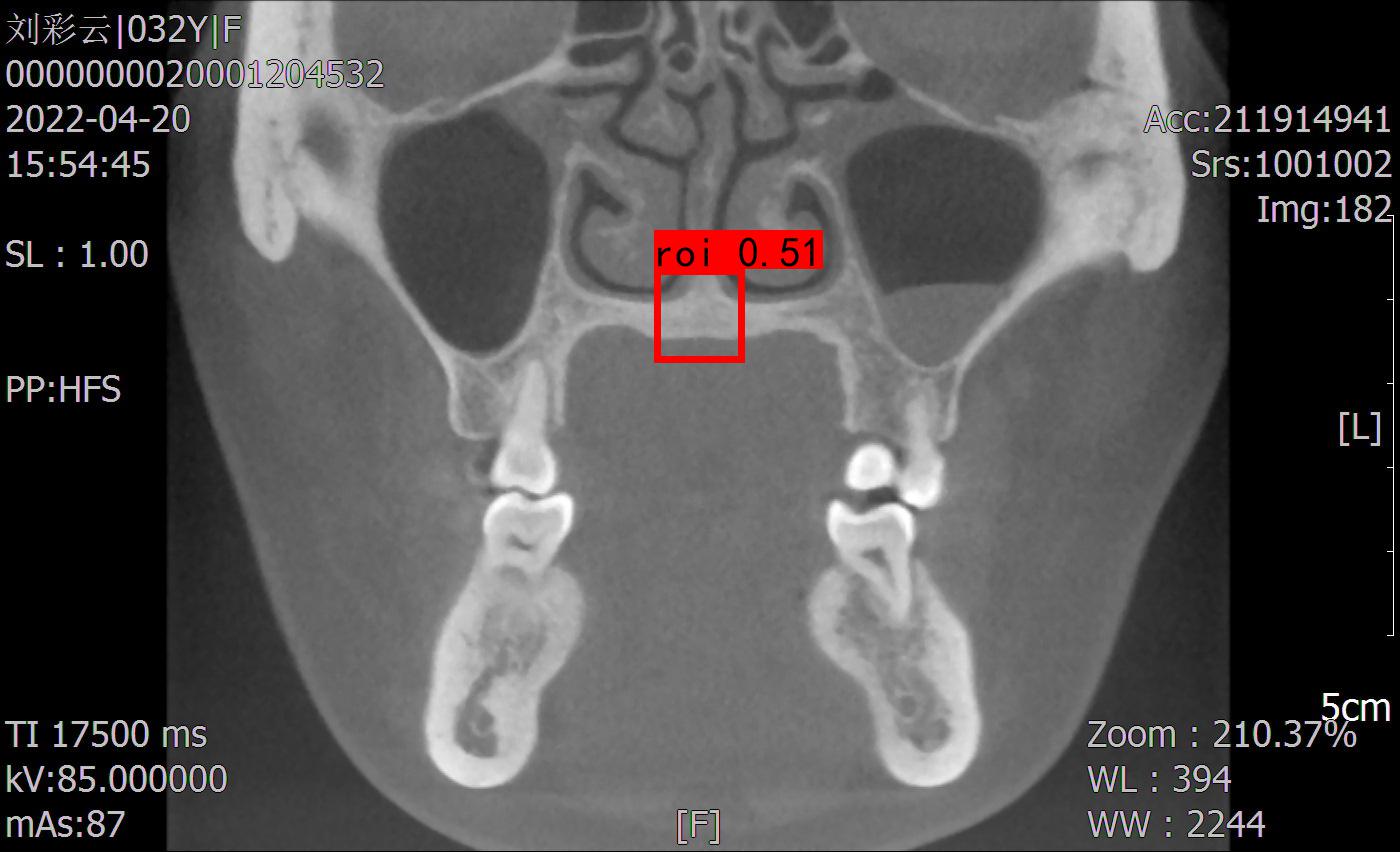 刘彩云|032Y|F
0000000020001204532
2022-04-20
15:54:45
SL : 1.00
PP:HFS
Acc:211914941
Srs:1001002
Img:182
roi 0.51
[L]
5cm
TI 17500 ms
kV:85.000000
mAs:87
[F]
Zoom : 210.37%
WL : 394
WW : 2244